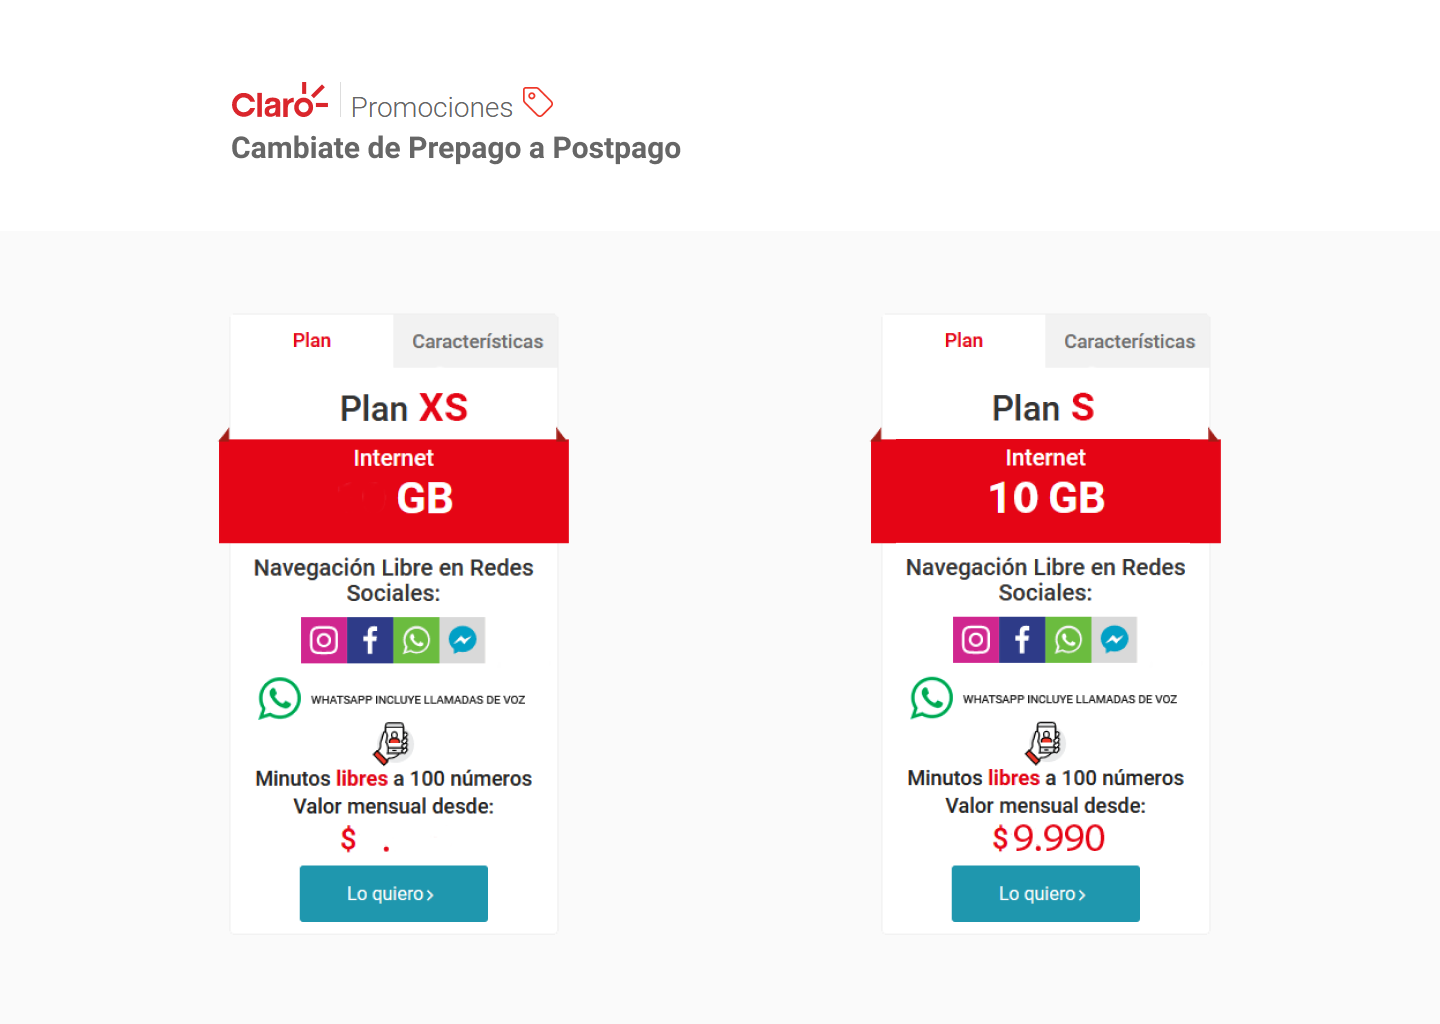 Claro Promociones
Cambiate de Prepago a Postpago
Plan Características
Plan XS
Internet
GB
Navegación Libre en Redes
Sociales:
WHATSAPP INCLUYE LLAMADAS DE VOZ
Minutos libres a 100 números
Valor mensual desde:
$ .
Lo quiero ›
Plan Características
Plan S
Internet
10 GB
Navegación Libre en Redes
Sociales:
WHATSAPP INCLUYE LLAMADAS DE VOZ
Minutos libres a 100 números
Valor mensual desde:
$9.990
Lo quiero ›